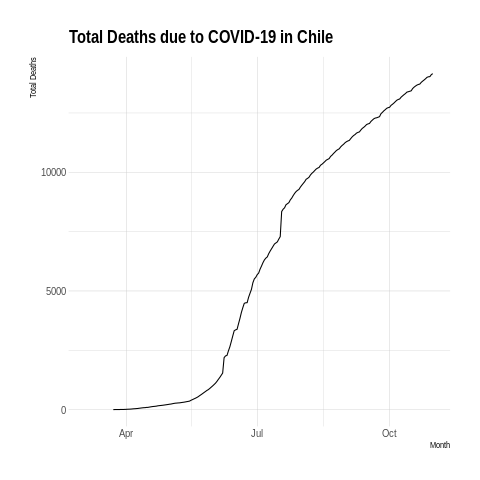 Total Deaths due to COVID-19 in Chile
Total Deaths
10000
5000
0
Apr Jul Oct
Month